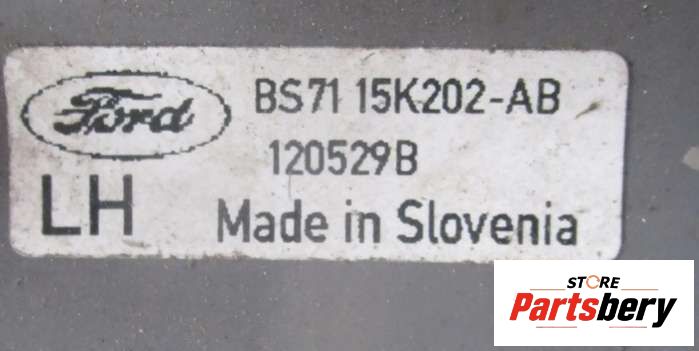 Ford
BS71 15K202-AB
120529B
LH
Made in Slovenia
STORE
Partsbery